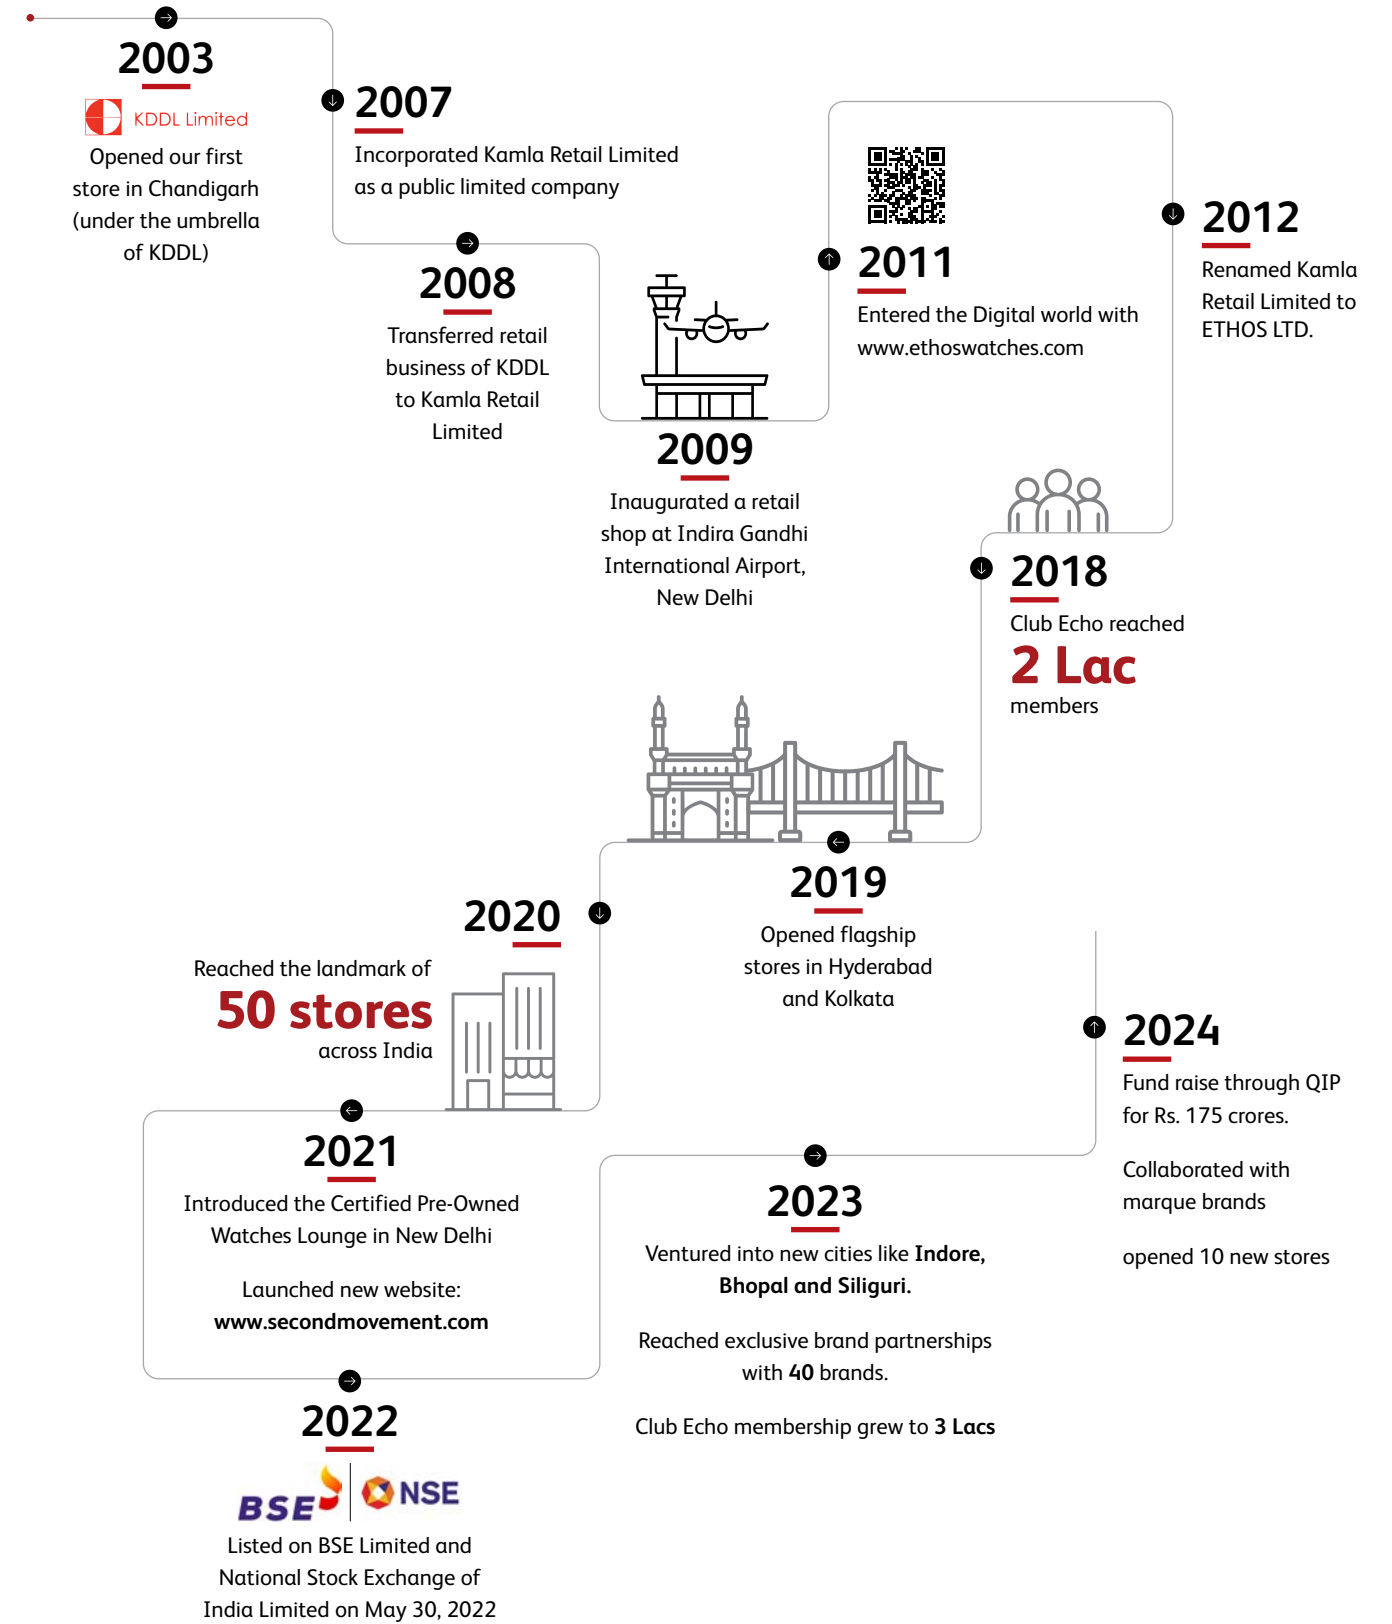 2003
KDDL Limited
Opened our first
store in Chandigarh
(under the umbrella
of KDDL)
2007
Incorporated Kamla Retail Limited
as a public limited company
2008
Transferred retail
business of KDDL
to Kamla Retail
Limited
2009
Inaugurated a retail
shop at Indira Gandhi
International Airport,
New Delhi
2011
Entered the Digital world with
www.ethoswatches.com
2012
Renamed Kamla
Retail Limited to
ETHOS LTD.
2018
Club Echo reached
2 Lac
members
2019
Opened flagship
stores in Hyderabad
and Kolkata
2020
Reached the landmark of
50 stores
across India
2021
Introduced the Certified Pre-Owned
Watches Lounge in New Delhi
Launched new website:
www.secondmovement.com
2022
BSE
NSE
Listed on BSE Limited and
National Stock Exchange of
India Limited on May 30, 2022
2023
Ventured into new cities like Indore,
Bhopal and Siliguri.
Reached exclusive brand partnerships
with 40 brands.
Club Echo membership grew to 3 Lacs
2024
Fund raise through QIP
for Rs. 175 crores.
Collaborated with
marque brands
opened 10 new stores